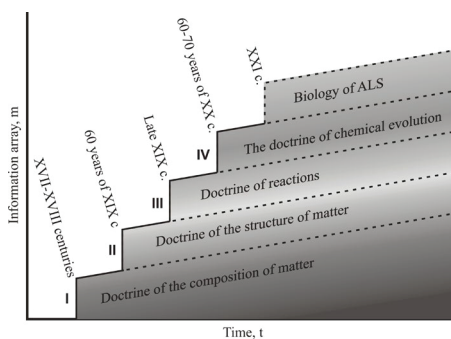 Information array, m
XVII-XVIII centuries
60 years of XIX c
Late XIX c.
60-70 years of XX c.
XXI c.
Biology of ALS
IV
The doctrine of chemical evolution
III
Doctrine of reactions
II
Doctrine of the structure of matter
I
Doctrine of the composition of matter
Time, t